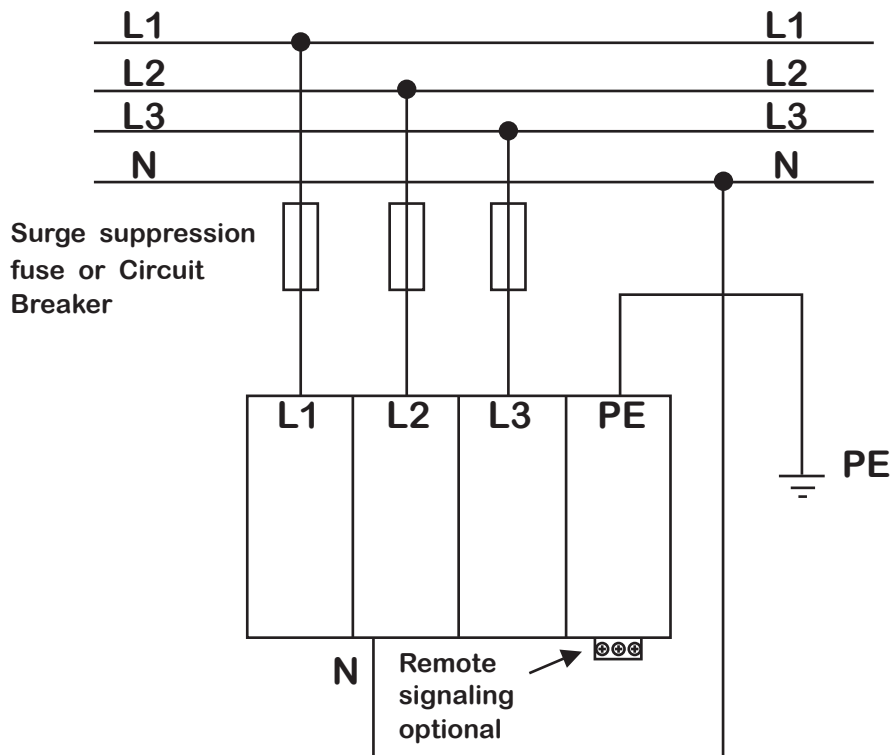 L1 L1
L2 L2
L3 L3
N N
Surge suppression
fuse or Circuit
Breaker
L1 L2 L3 PE
PE
N
Remote
signaling
optional